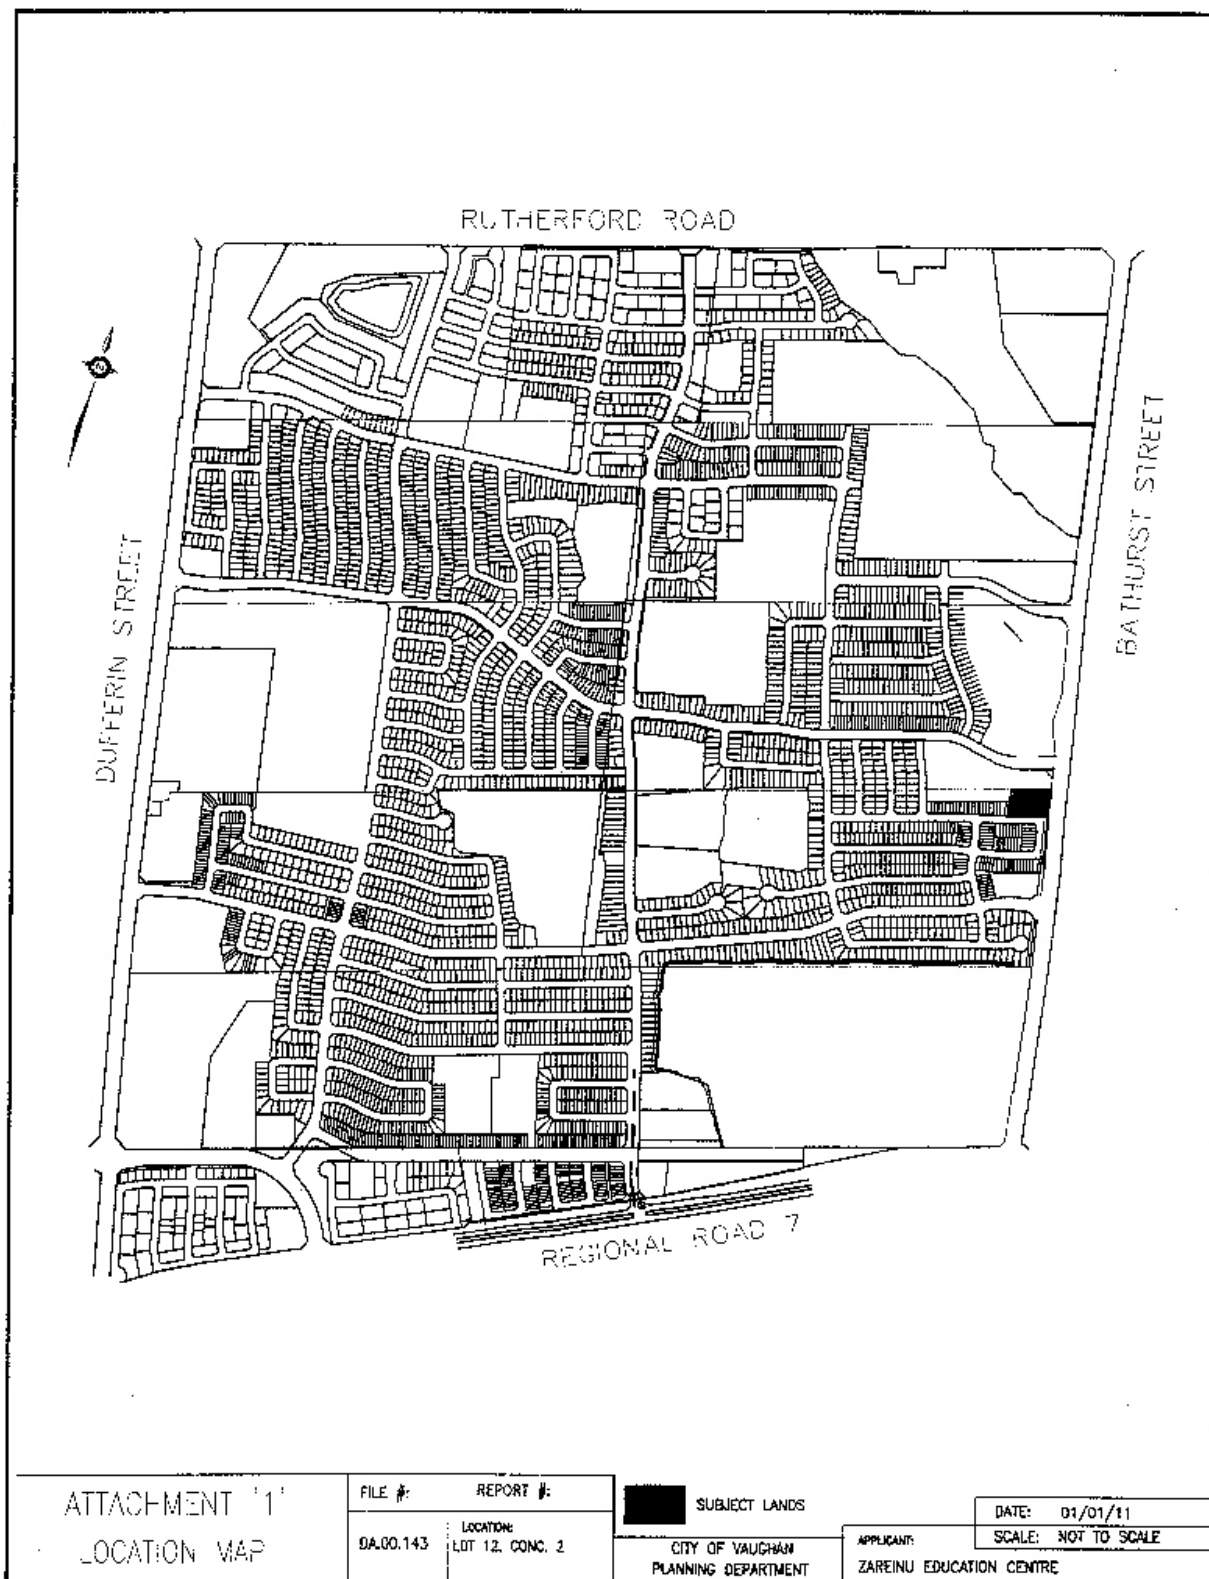 RUTHERFORD ROAD
DUFFERIN STREET
BATHURST STREET
REGIONAL ROAD 7
ATTACHMENT '1'
LOCATION MAP
FILE #:
REPORT #:
DA.00.143
LOCATION:
LOT 12, CONC. 2
SUBJECT LANDS
CITY OF VAUGHAN
PLANNING DEPARTMENT
DATE: 01/01/11
SCALE: NOT TO SCALE
APPLICANT:
ZAREINU EDUCATION CENTRE